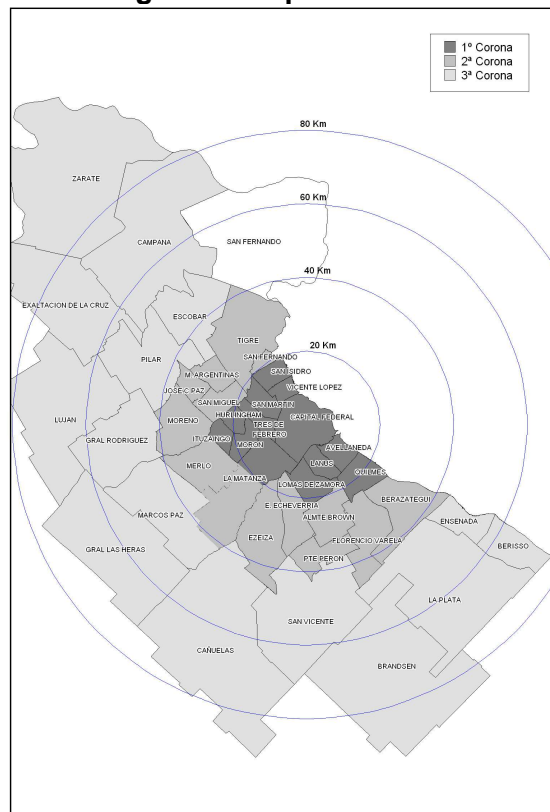 1º Corona
2ª Corona
3ª Corona
80 Km
ZARATE
60 Km
CAMPANA
SAN FERNANDO
40 Km
EXALTACION DE LA CRUZ
ESCOBAR
TIGRE
20 Km
PILAR
SAN FERNANDO
SAN ISIDRO
M. ARGENTINAS
VICENTE LOPEZ
JOSE C PAZ
SAN MIGUEL
SAN MARTIN
HURLINGHAM
CAPITAL FEDERAL
LUJAN
MORENO
TRES DE
FEBRERO
GRAL RODRIGUEZ
ITUZAINGO
MORON
AVELLANEDA
MERLO
LANUS
QUILMES
LA MATANZA
LOMAS DE ZAMORA
BERAZATEGUI
E. ECHEVERRIA
MARCOS PAZ
ALMTE BROWN
ENSENADA
EZEIZA
FLORENCIO VARELA
GRAL LAS HERAS
BERISSO
PTE PERON
LA PLATA
SAN VICENTE
CAÑUELAS
BRANDSEN